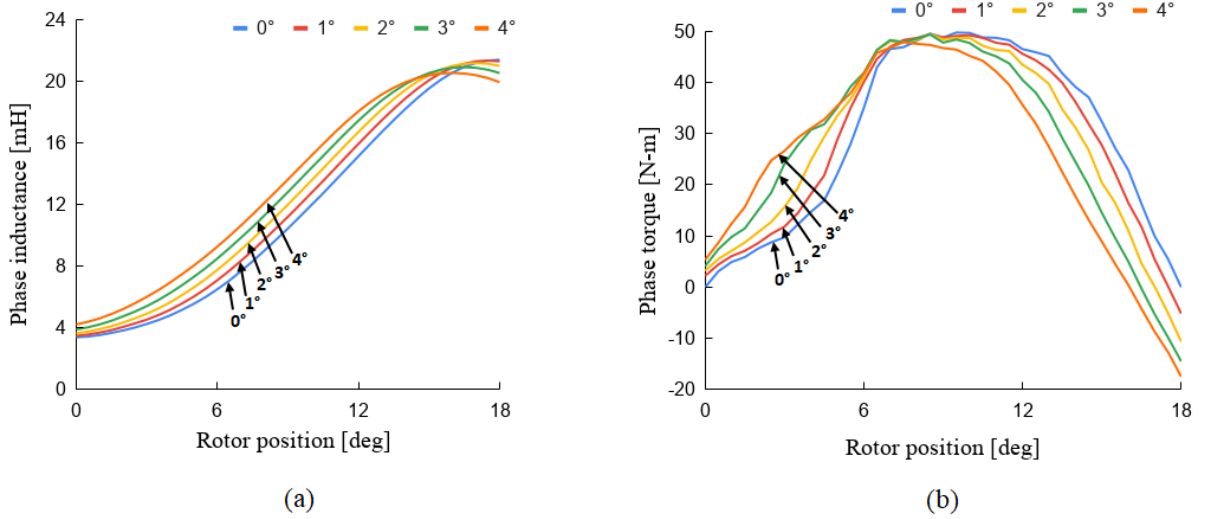 0° 1° 2° 3° 4°
Phase inductance [mH]
24
20
16
12
8
4
0
0° 1° 2° 3° 4°
0 6 12 18
Rotor position [deg]
(a)
0° 1° 2° 3° 4°
Phase torque [N-m]
50
40
30
20
10
0
-10
-20
4°
3°
2°
1°
0°
0 6 12 18
Rotor position [deg]
(b)